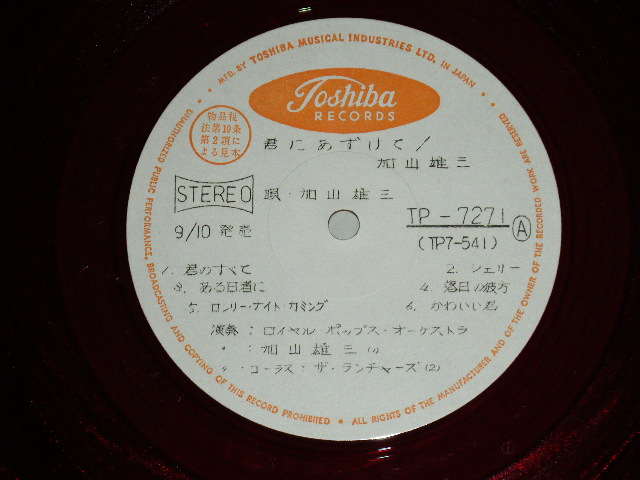 MFD. BY TOSHIBA MUSICAL INDUSTRIES LTD. IN JAPAN
Toshiba
RECORDS
物品税
法第10条
第2項に
よる見本
君にあずけて/
加山雄三
STEREO
唄・加山雄三
TP-7271
A
9/10 発売
(TP7-541)
1. 君のすべて
2. シェリー
3. ある日渚に
4. 落日の彼方
5. ロンリー・ナイト・カミング
6. かわいい君
演奏: ロイヤル・ポップス・オーケストラ
〃 : 加山雄三(1)
〃 : コーラス: ザ・ランチャーズ(2)
UNAUTHORIZED PUBLIC PERFORMANCE, BROADCASTING AND COPYING OF THIS RECORD PROHIBITED • ALL RIGHTS OF THE MANUFACTURER AND OF THE OWNER OF THE RECORDED WORK ARE RESERVED